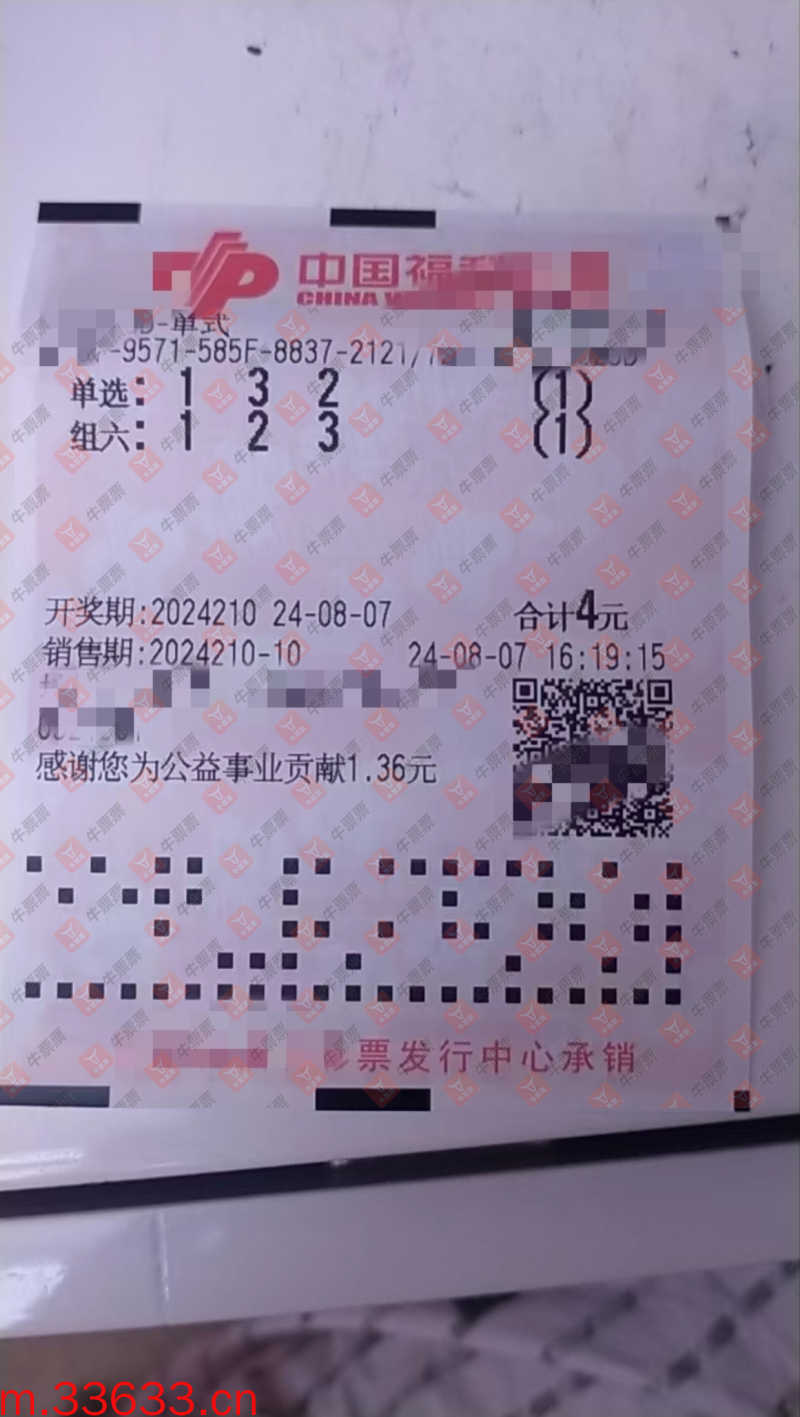 中国福
CHINA W
D-单式
-9571-585F-8837-2121/
单选: 1 3 2 (1)
组六: 1 2 3 (1)
开奖期:2024210 24-08-07 合计4元
销售期:2024210-10 24-08-07 16:19:15
感谢您为公益事业贡献1.36元
票发行中心承销
牛票票
m.33633.cn